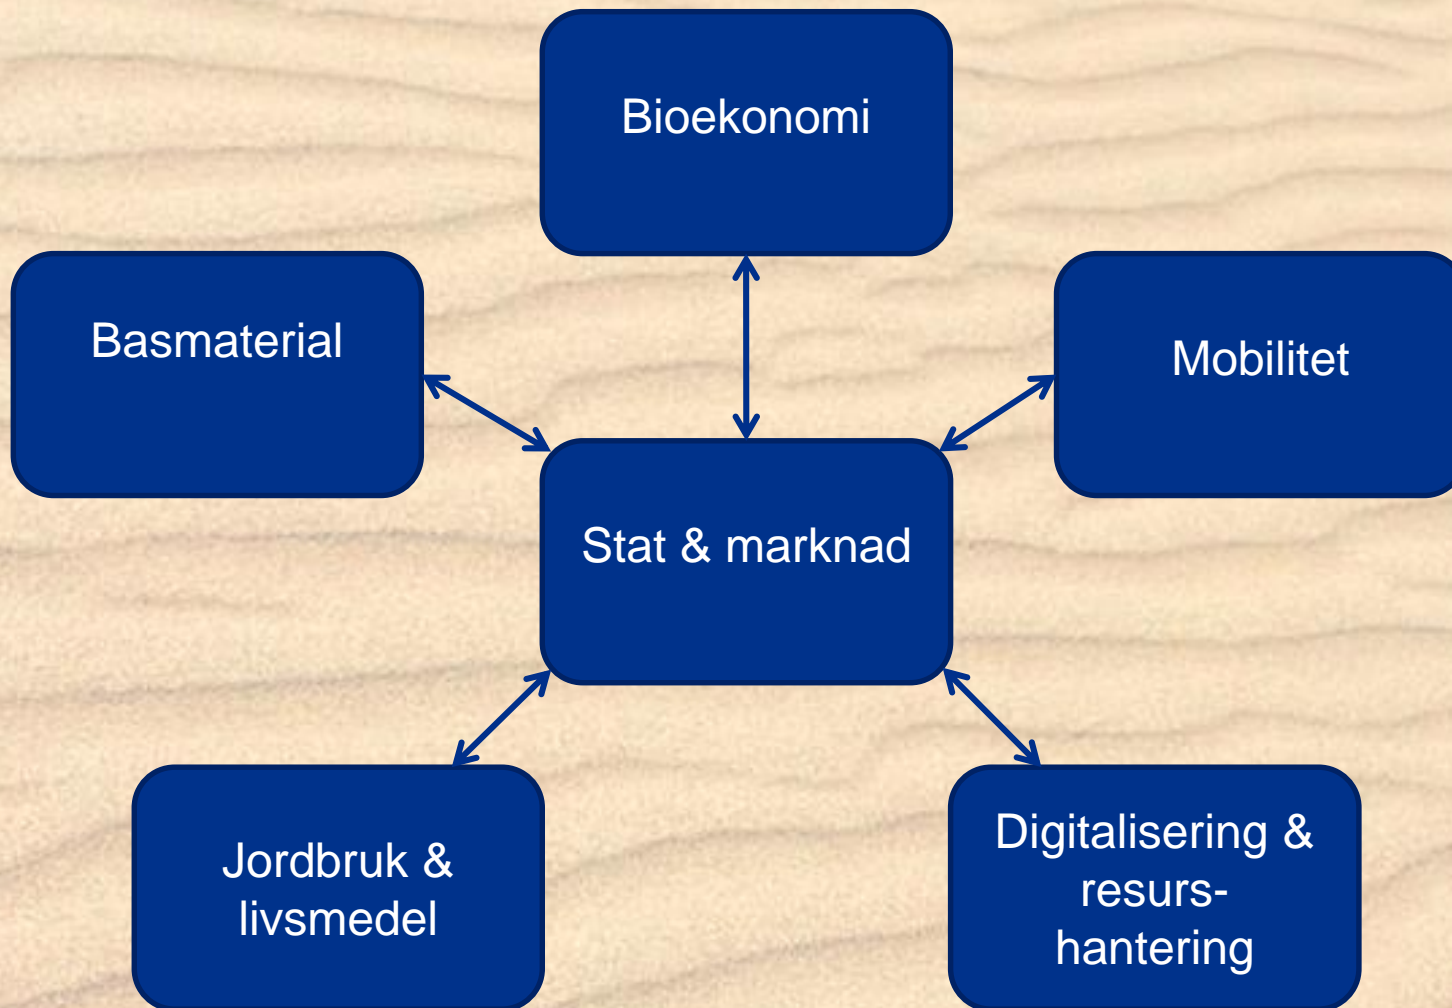 Bioekonomi
Basmaterial
Mobilitet
Stat & marknad
Jordbruk &
livsmedel
Digitalisering &
resurs-
hantering